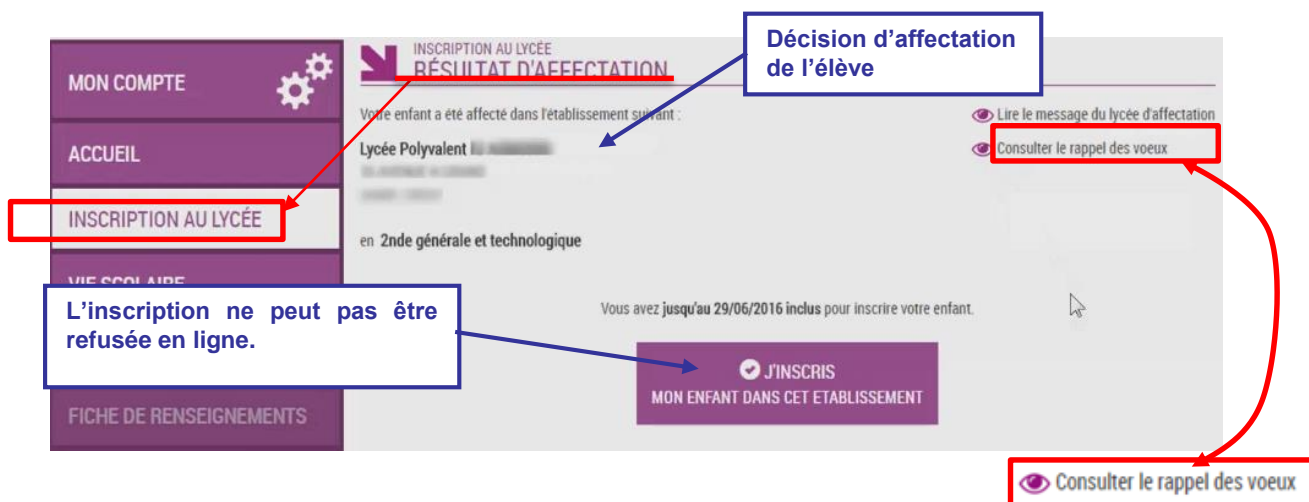 Décision d’affectation
de l’élève
MON COMPTE
INSCRIPTION AU LYCÉE
RÉSULTAT D'AFFECTATION
Votre enfant a été affecté dans l'établissement suivant :
Lire le message du lycée d'affectation
ACCUEIL
Lycée Polyvalent
Consulter le rappel des voeux
INSCRIPTION AU LYCÉE
en 2nde générale et technologique
VIE SCOLAIRE
L’inscription ne peut pas être
refusée en ligne.
Vous avez jusqu'au 29/06/2016 inclus pour inscrire votre enfant.
J'INSCRIS
MON ENFANT DANS CET ETABLISSEMENT
FICHE DE RENSEIGNEMENTS
Consulter le rappel des voeux